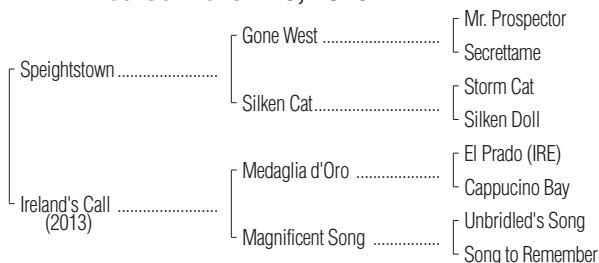 Mr. Prospector
Gone West
Secrettame
Speightstown
Storm Cat
Silken Cat
Silken Doll
El Prado (IRE)
Medaglia d'Oro
Cappucino Bay
Ireland's Call
(2013)
Unbridled's Song
Magnificent Song
Song to Remember